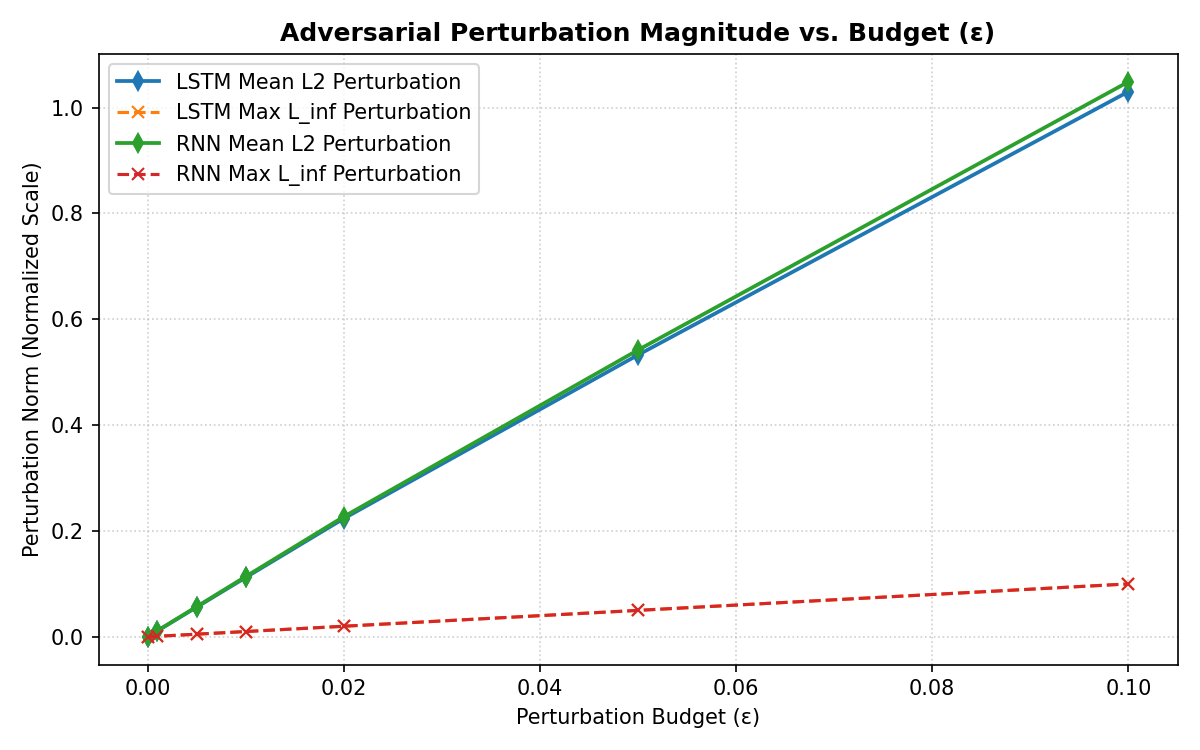 Adversarial Perturbation Magnitude vs. Budget (ε)
LSTM Mean L2 Perturbation
LSTM Max L_inf Perturbation
RNN Mean L2 Perturbation
RNN Max L_inf Perturbation
Perturbation Norm (Normalized Scale)
1.0
0.8
0.6
0.4
0.2
0.0
0.00 0.02 0.04 0.06 0.08 0.10
Perturbation Budget (ε)